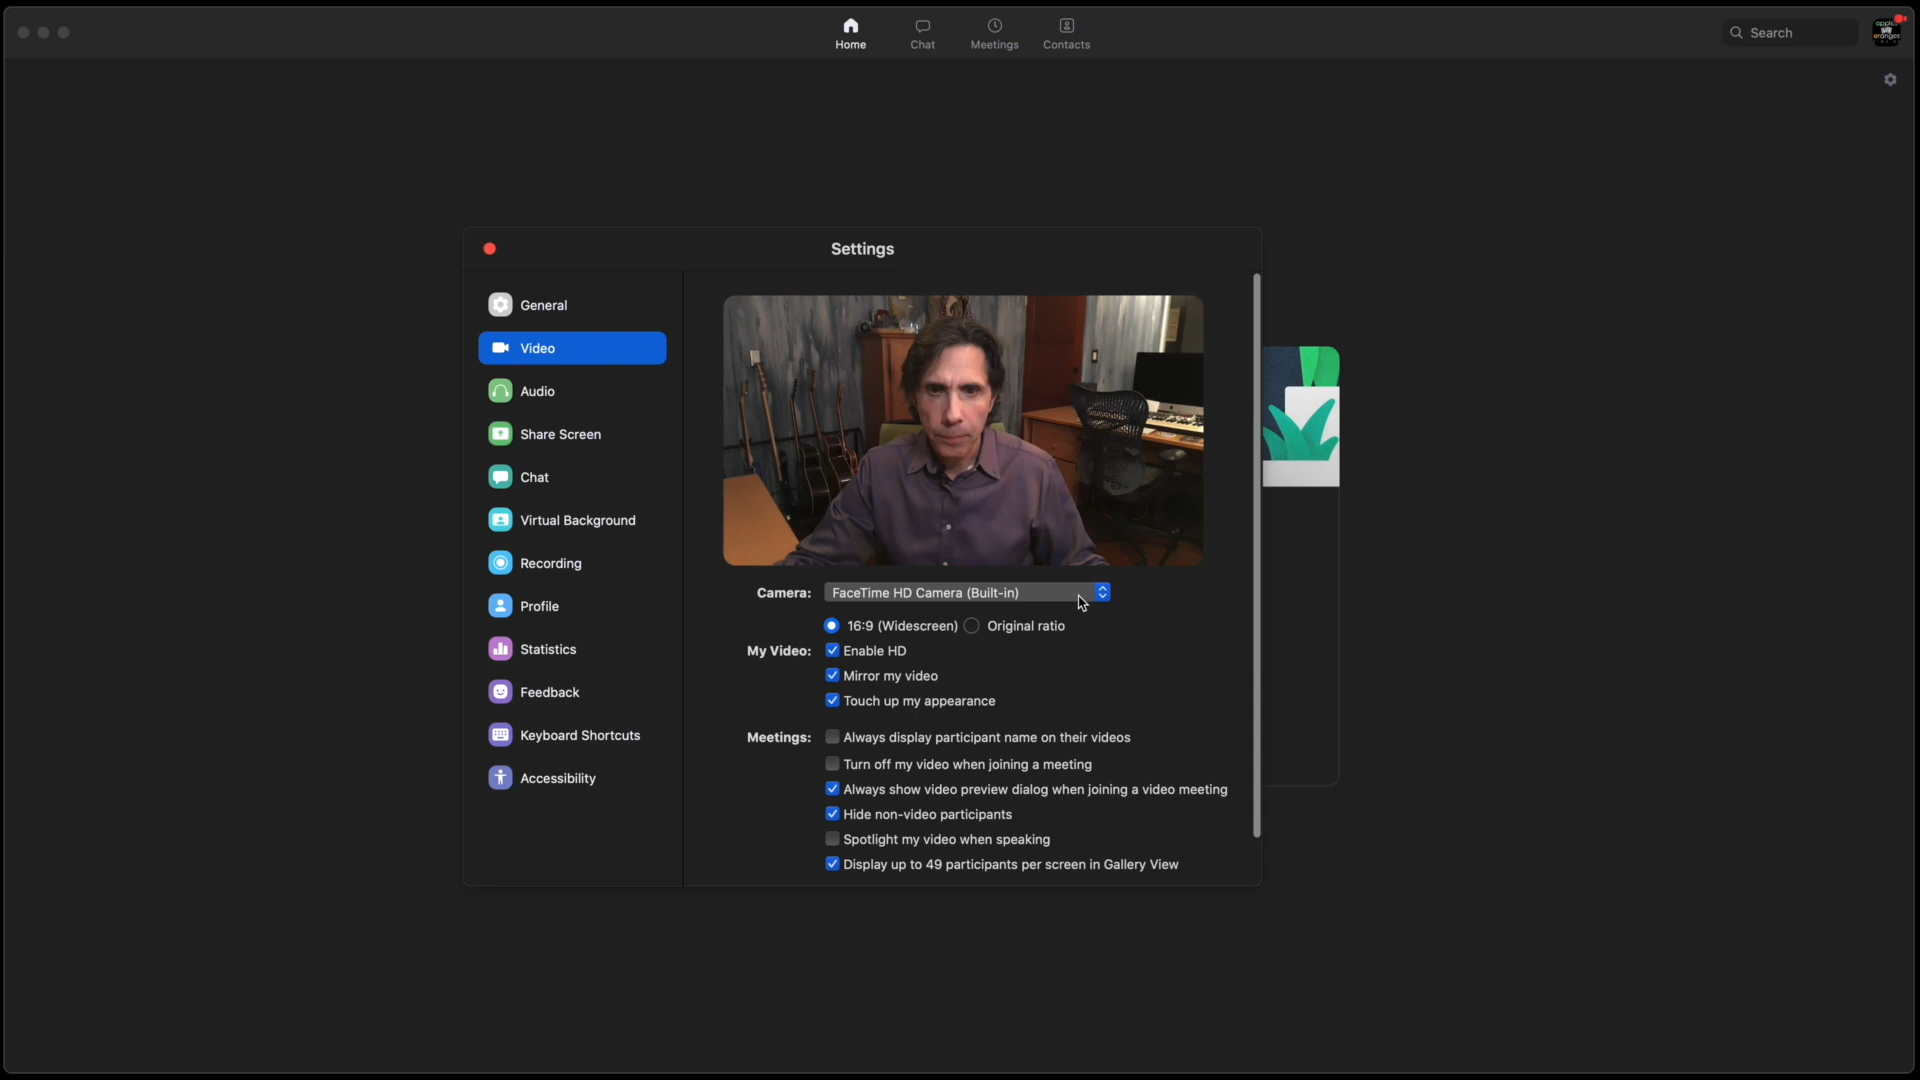 Home
Chat
Meetings
Contacts
Search
apples
oranges
Settings
General
Video
Audio
Share Screen
Chat
Virtual Background
Recording
Profile
Statistics
Feedback
Keyboard Shortcuts
Accessibility
Camera: FaceTime HD Camera (Built-in)
16:9 (Widescreen) Original ratio
My Video: Enable HD
Mirror my video
Touch up my appearance
Meetings: Always display participant name on their videos
Turn off my video when joining a meeting
Always show video preview dialog when joining a video meeting
Hide non-video participants
Spotlight my video when speaking
Display up to 49 participants per screen in Gallery View